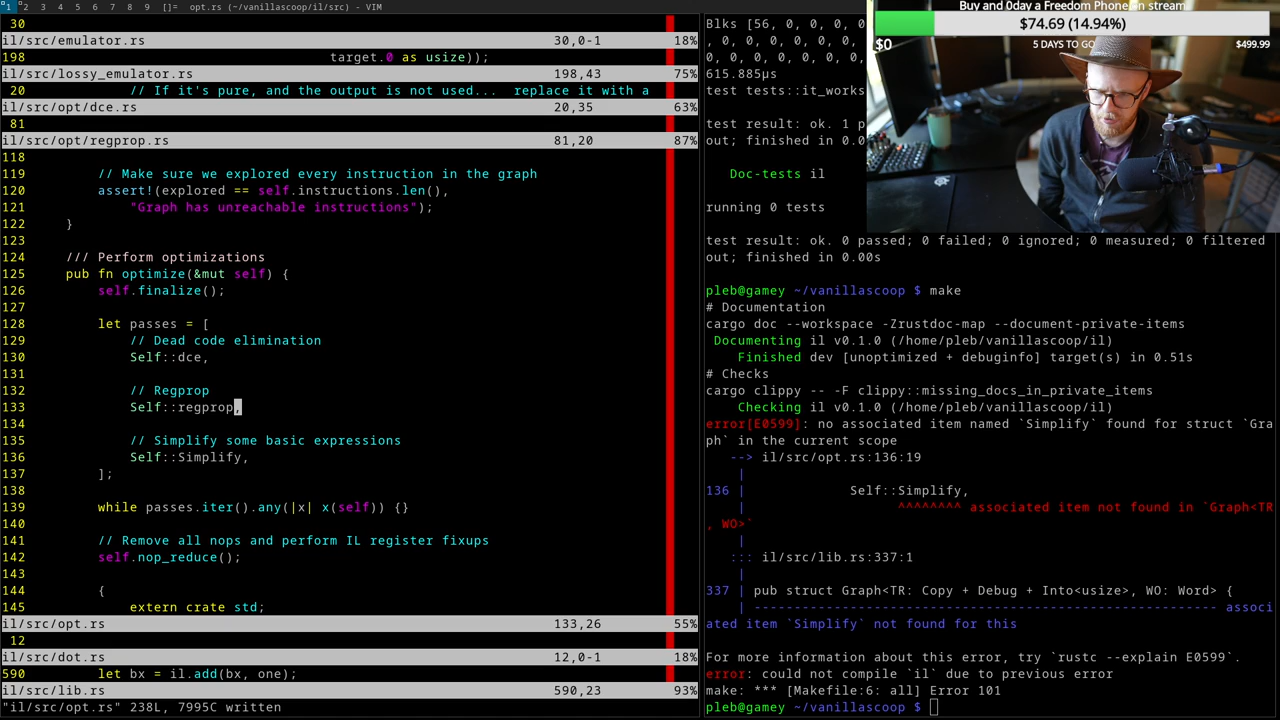 1 2 3 4 5 6 7 8 9 []= opt.rs (~/vanillascoop/il/src) - VIM
30
il/src/emulator.rs 30,0-1 18%
198 target.0 as usize));
il/src/lossy_emulator.rs 198,43 75%
20 // If it's pure, and the output is not used... replace it with a
il/src/opt/dce.rs 20,35 63%
81
il/src/opt/regprop.rs 81,20 87%
118
119 // Make sure we explored every instruction in the graph
120 assert!(explored == self.instructions.len(),
121 "Graph has unreachable instructions");
122 }
123
124 /// Perform optimizations
125 pub fn optimize(&mut self) {
126 self.finalize();
127
128 let passes = [
129 // Dead code elimination
130 Self::dce,
131
132 // Regprop
133 Self::regprop,
134
135 // Simplify some basic expressions
136 Self::Simplify,
137 ];
138
139 while passes.iter().any(|x| x(self)) {}
140
141 // Remove all nops and perform IL register fixups
142 self.nop_reduce();
143
144 {
145 extern crate std;
il/src/opt.rs 133,26 55%
12
il/src/dot.rs 12,0-1 18%
590 let bx = il.add(bx, one);
il/src/lib.rs 590,23 93%
"il/src/opt.rs" 238L, 7995C written
Blks [56, 0, 0, 0, 0
, 0, 0, 0, 0, 0, 0,
0, 0, 0, 0, 0, 0, 0,
615.885µs
test tests::it_works
test result: ok. 1 p
out; finished in 0.0
Doc-tests il
running 0 tests
test result: ok. 0 passed; 0 failed; 0 ignored; 0 measured; 0 filtered
out; finished in 0.00s
pleb@gamey ~/vanillascoop $ make
# Documentation
cargo doc --workspace -Zrustdoc-map --document-private-items
Documenting il v0.1.0 (/home/pleb/vanillascoop/il)
Finished dev [unoptimized + debuginfo] target(s) in 0.51s
# Checks
cargo clippy -- -F clippy::missing_docs_in_private_items
Checking il v0.1.0 (/home/pleb/vanillascoop/il)
error[E0599]: no associated item named `Simplify` found for struct `Gra
ph` in the current scope
--> il/src/opt.rs:136:19
|
136 | Self::Simplify,
| ^^^^^^^^ associated item not found in `Graph<TR
, WO>`
|
::: il/src/lib.rs:337:1
|
337 | pub struct Graph<TR: Copy + Debug + Into<usize>, WO: Word> {
| ---------------------------------------------------------- associ
ated item `Simplify` not found for this
For more information about this error, try `rustc --explain E0599`.
error: could not compile `il` due to previous error
make: *** [Makefile:6: all] Error 101
pleb@gamey ~/vanillascoop $
Buy and 0day a Freedom Phone on stream
$74.69 (14.94%)
$0 5 DAYS TO GO $499.99